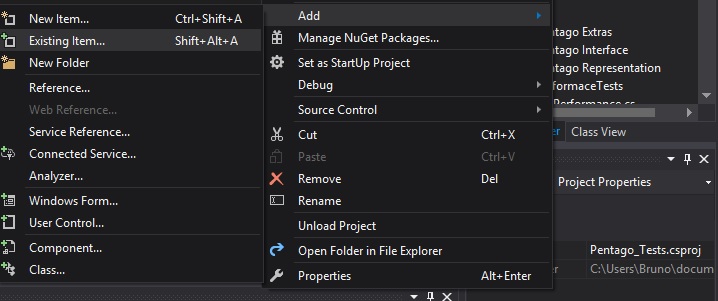 New Item... Ctrl+Shift+A
Existing Item... Shift+Alt+A
New Folder
Reference...
Web Reference...
Service Reference...
Connected Service...
Analyzer...
Windows Form...
User Control...
Component...
Class...
Add
Manage NuGet Packages...
Set as StartUp Project
Debug
Source Control
Cut Ctrl+X
Paste Ctrl+V
Remove Del
Rename
Unload Project
Open Folder in File Explorer
Properties Alt+Enter
ntago Extras
ntago Interface
ntago Representation
rformaceTests
Performance.cs
er Class View
Project Properties
Pentago_Tests.csproj
er C:\Users\Bruno\docum